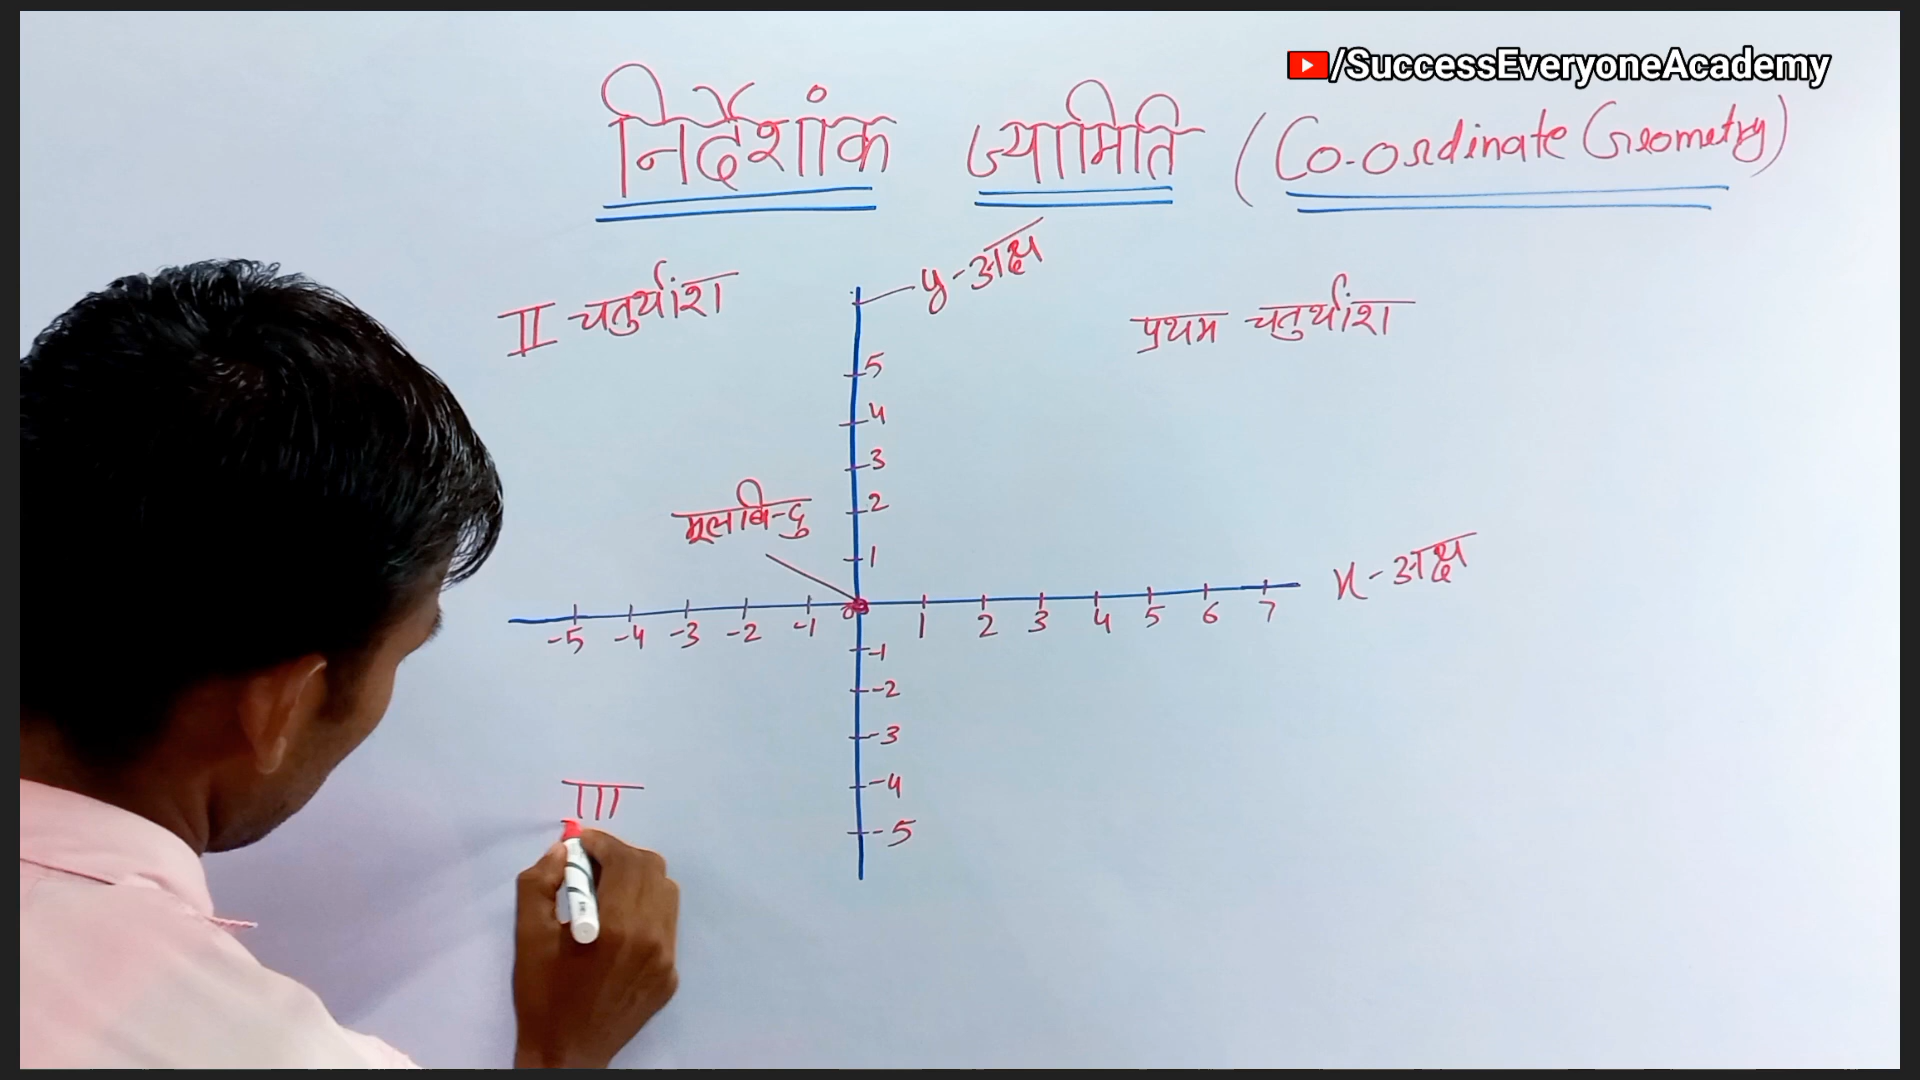 /SuccessEveryoneAcademy
निर्देशांक ज्यामिति (Co-ordinate Geometry)
y-अक्ष
II चतुर्थांश
प्रथम चतुर्थांश
5
4
3
2
मूलबिन्दु
1
x-अक्ष
-5 -4 -3 -2 -1 0 1 2 3 4 5 6 7
-1
-2
-3
-4
III
-5